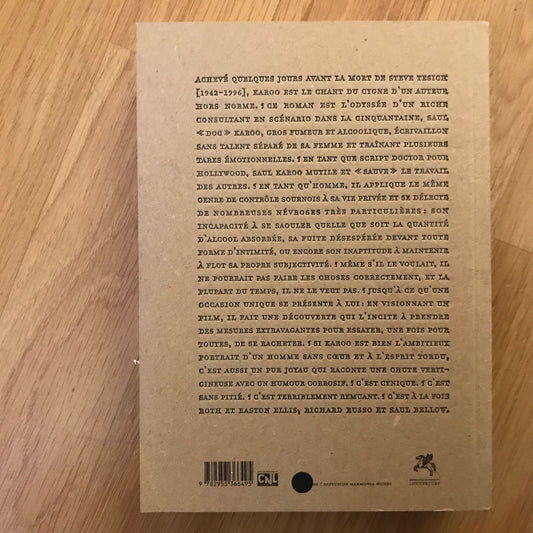 ACHEVÉ QUELQUES JOURS AVANT LA MORT DE STEVE TESICH
[1942-1996], KAROO EST LE CHANT DU CYGNE D'UN AUTEUR
HORS NORME. ¶ CE ROMAN EST L'ODYSSÉE D'UN RICHE
CONSULTANT EN SCÉNARIO DANS LA CINQUANTAINE, SAUL
«DOC» KAROO, GROS FUMEUR ET ALCOOLIQUE, ÉCRIVAILLON
SANS TALENT SÉPARÉ DE SA FEMME ET TRAÎNANT PLUSIEURS
TARES ÉMOTIONNELLES. ¶ EN TANT QUE SCRIPT DOCTOR POUR
HOLLYWOOD, SAUL KAROO MUTILE ET «SAUVE» LE TRAVAIL
DES AUTRES. ¶ EN TANT QU'HOMME, IL APPLIQUE LE MÊME
GENRE DE CONTRÔLE SOURNOIS À SA VIE PRIVÉE ET SE DÉLECTE
DE NOMBREUSES NÉVROSES TRÈS PARTICULIÈRES : SON
INCAPACITÉ À SE SAOULER QUELLE QUE SOIT LA QUANTITÉ
D'ALCOOL ABSORBÉE, SA FUITE DÉSESPÉRÉE DEVANT TOUTE
FORME D'INTIMITÉ, OU ENCORE SON INAPTITUDE À MAINTENIR
À FLOT SA PROPRE SUBJECTIVITÉ. ¶ MÊME S'IL LE VOULAIT, IL
NE POURRAIT PAS FAIRE LES CHOSES CORRECTEMENT, ET LA
PLUPART DU TEMPS, IL NE LE VEUT PAS. ¶ JUSQU'À CE QU'UNE
OCCASION UNIQUE SE PRÉSENTE À LUI : EN VISIONNANT UN
FILM, IL FAIT UNE DÉCOUVERTE QUI L'INCITE À PRENDRE
DES MESURES EXTRAVAGANTES POUR ESSAYER, UNE FOIS POUR
TOUTES, DE SE RACHETER. ¶ SI KAROO EST BIEN L'AMBITIEUX
PORTRAIT D'UN HOMME SANS CŒUR ET À L'ESPRIT TORDU,
C'EST AUSSI UN PUR JOYAU QUI RACONTE UNE CHUTE VERTI-
GINEUSE AVEC UN HUMOUR CORROSIF. ¶ C'EST CYNIQUE. ¶ C'EST
SANS PITIÉ. ¶ C'EST TERRIBLEMENT REMUANT. ¶ C'EST À LA FOIS
ROTH ET EASTON ELLIS, RICHARD RUSSO ET SAUL BELLOW.
9 782953 366495
CNL
/ DIFFUSION HARMONIA MUNDI